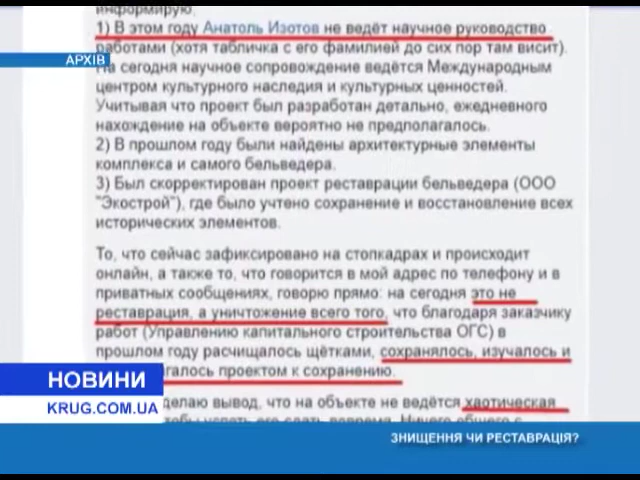 информирую.
1) В этом году Анатоль Изотов не ведёт научное руководство
работами (хотя табличка с его фамилией до сих пор там висит).
АРХІВ
На сегодня научное сопровождение ведётся Международным
центром культурного наследия и культурных ценностей.
Учитывая что проект был разработан детально, ежедневного
нахождение на объекте вероятно не предполагалось.
2) В прошлом году были найдены архитектурные элементы
комплекса и самого бельведера.
3) Был скорректирован проект реставрации бельведера (ООО
"Экострой"), где было учтено сохранение и восстановление всех
исторических элементов.
То, что сейчас зафиксировано на стопкадрах и происходит
онлайн, а также то, что говорится в мой адрес по телефону и в
приватных сообщениях, говорю прямо: на сегодня это не
реставрация, а уничтожение всего того, что благодаря заказчику
работ (Управлению капитального строительства ОГС) в
прошлом году расчищалось щётками, сохранялось, изучалось и
проектом к сохранению.
делаю вывод, что на объекте не ведётся хаотическая
НОВИНИ
KRUG.COM.UA
ЗНИЩЕННЯ ЧИ РЕСТАВРАЦІЯ?